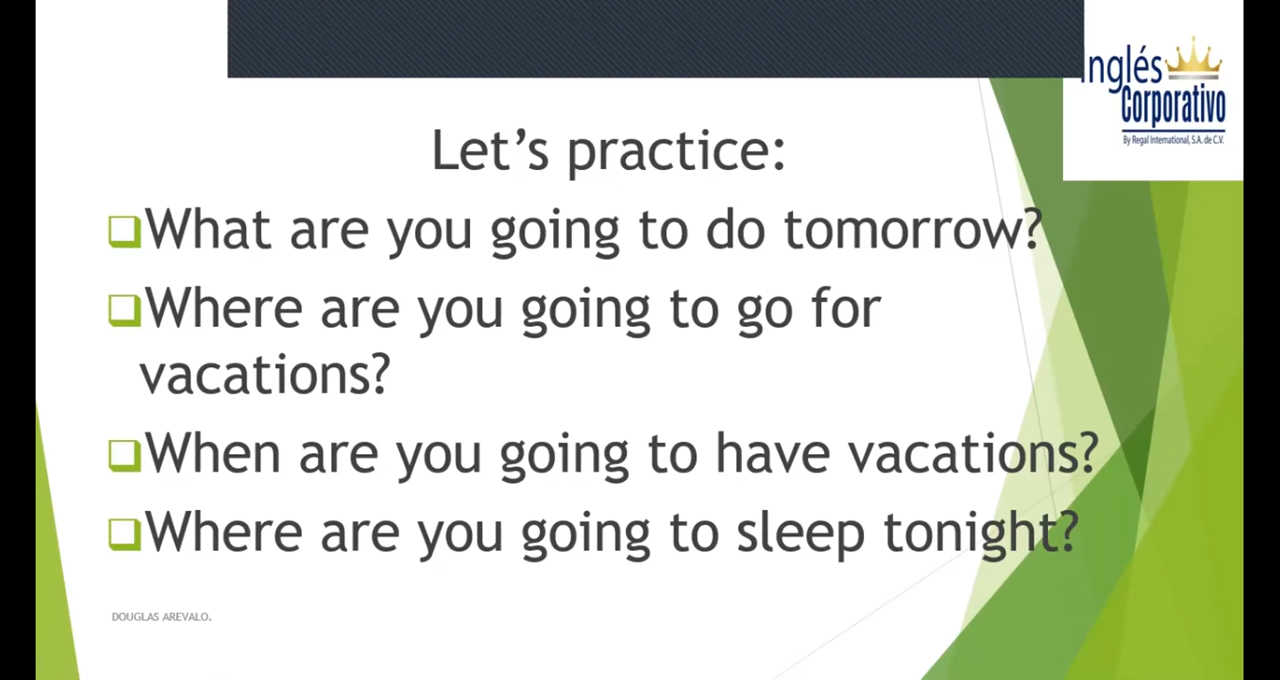 Inglés
Corporativo
By Regal International, S.A. de C.V.
Let's practice:
What are you going to do tomorrow?
Where are you going to go for
vacations?
When are you going to have vacations?
Where are you going to sleep tonight?
DOUGLAS AREVALO.